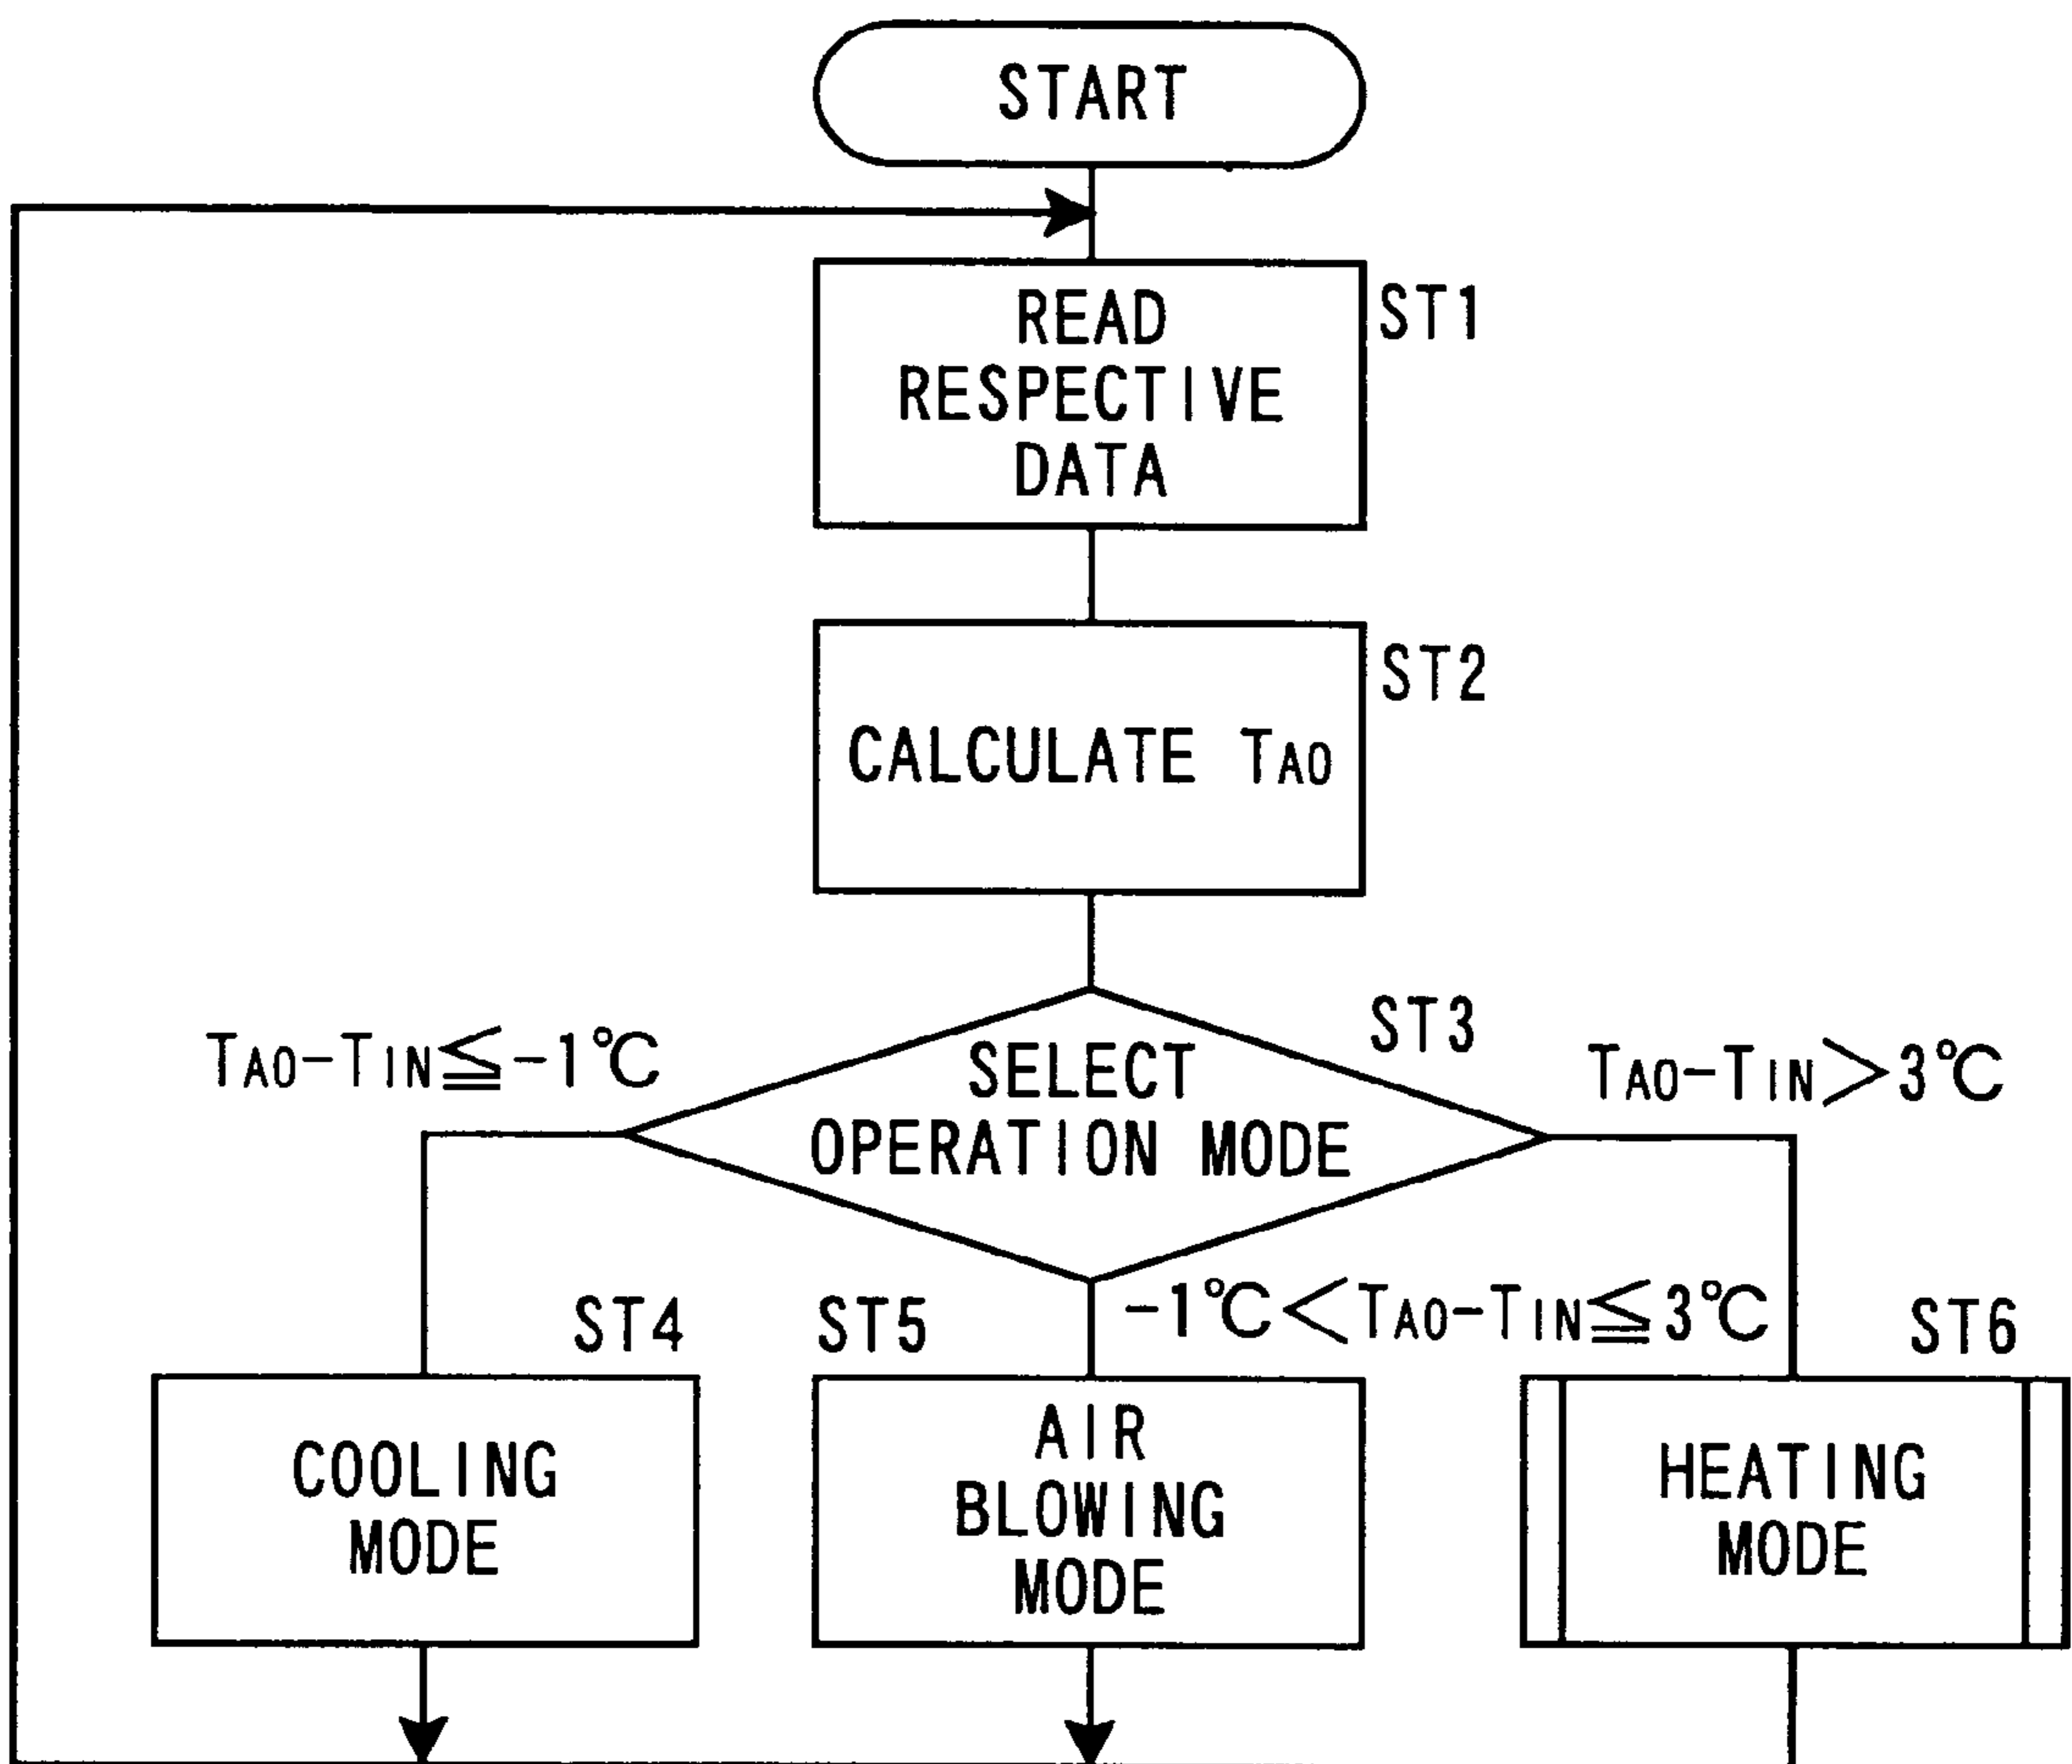 START
READ
RESPECTIVE
DATA
ST1
CALCULATE TAO
ST2
ST3
SELECT
OPERATION MODE
TAO-TIN≦-1℃
TAO-TIN>3℃
-1℃<TAO-TIN≦3℃
ST4
ST5
ST6
COOLING
MODE
AIR
BLOWING
MODE
HEATING
MODE